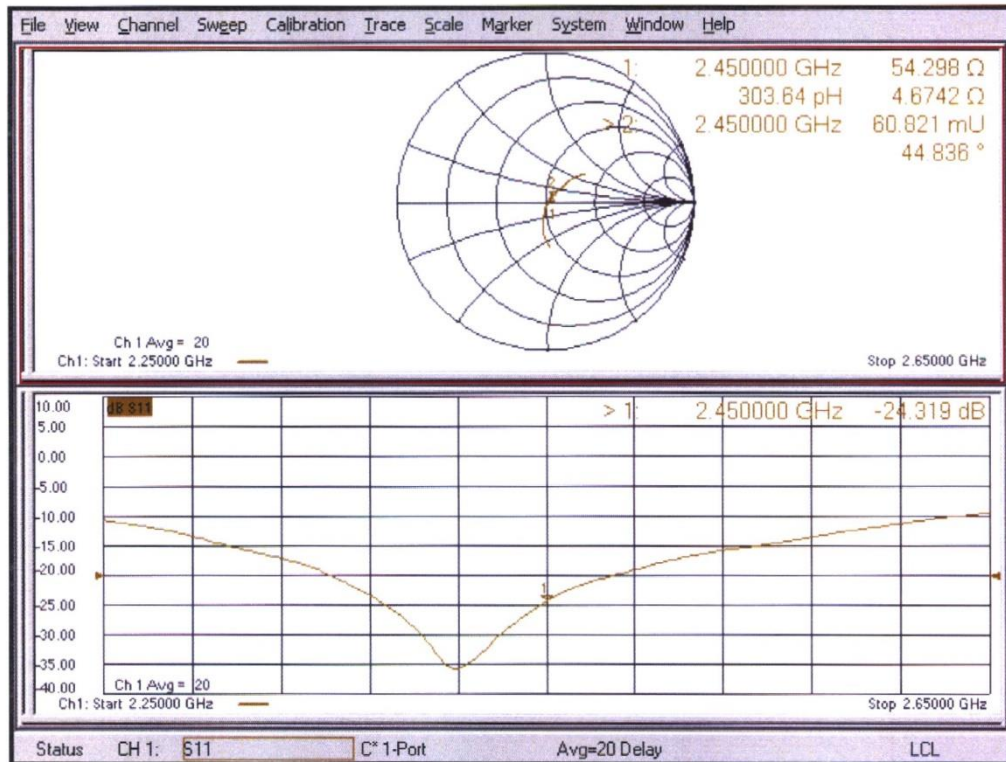 File View Channel Sweep Calibration Trace Scale Marker System Window Help
1: 2.450000 GHz 54.298 Ω
303.64 pH 4.6742 Ω
> 2: 2.450000 GHz 60.821 mU
44.836 °
2
1
Ch 1 Avg = 20
Ch1: Start 2.25000 GHz Stop 2.65000 GHz
10.00 dB S11 > 1: 2.450000 GHz -24.319 dB
5.00
0.00
-5.00
-10.00
-15.00
-20.00
1
-25.00
-30.00
-35.00
-40.00 Ch 1 Avg = 20
Ch1: Start 2.25000 GHz Stop 2.65000 GHz
Status CH 1: S11 C* 1-Port Avg=20 Delay LCL